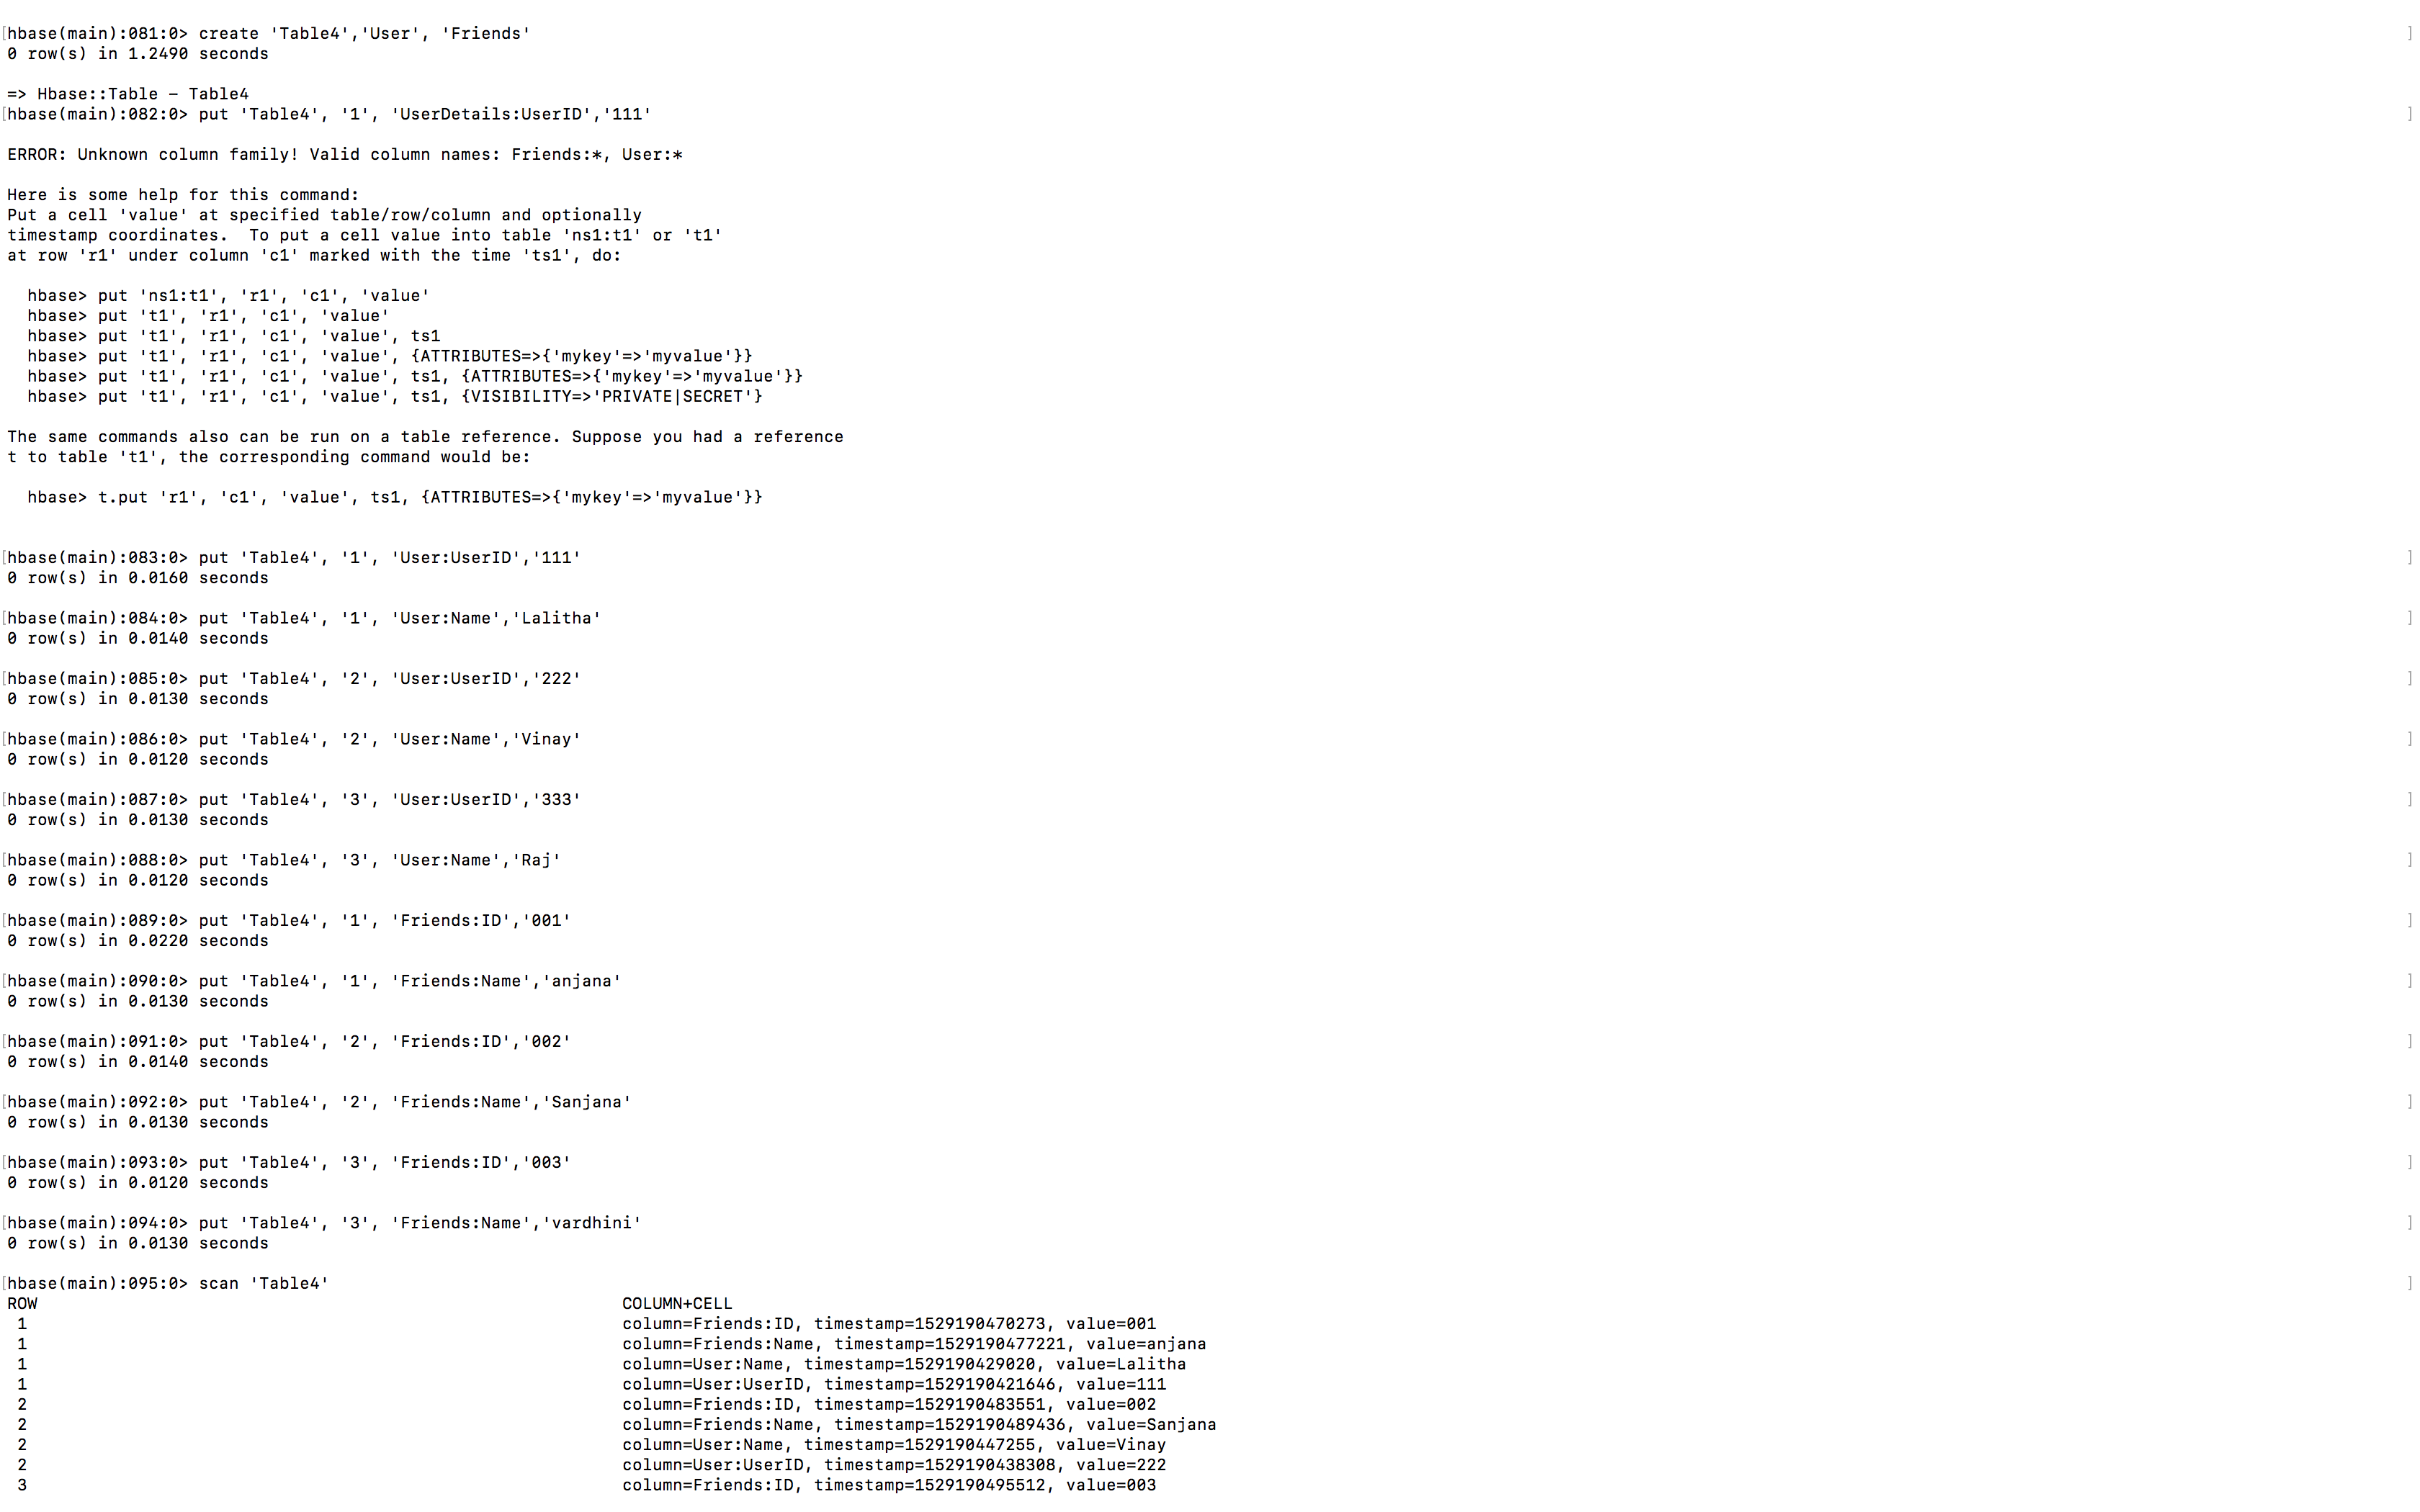 [hbase(main):081:0> create 'Table4','User', 'Friends' ]
0 row(s) in 1.2490 seconds
=> Hbase::Table – Table4
[hbase(main):082:0> put 'Table4', '1', 'UserDetails:UserID','111' ]
ERROR: Unknown column family! Valid column names: Friends:*, User:*
Here is some help for this command:
Put a cell 'value' at specified table/row/column and optionally
timestamp coordinates.  To put a cell value into table 'ns1:t1' or 't1'
at row 'r1' under column 'c1' marked with the time 'ts1', do:
  hbase> put 'ns1:t1', 'r1', 'c1', 'value'
  hbase> put 't1', 'r1', 'c1', 'value'
  hbase> put 't1', 'r1', 'c1', 'value', ts1
  hbase> put 't1', 'r1', 'c1', 'value', {ATTRIBUTES=>{'mykey'=>'myvalue'}}
  hbase> put 't1', 'r1', 'c1', 'value', ts1, {ATTRIBUTES=>{'mykey'=>'myvalue'}}
  hbase> put 't1', 'r1', 'c1', 'value', ts1, {VISIBILITY=>'PRIVATE|SECRET'}
The same commands also can be run on a table reference. Suppose you had a reference
t to table 't1', the corresponding command would be:
  hbase> t.put 'r1', 'c1', 'value', ts1, {ATTRIBUTES=>{'mykey'=>'myvalue'}}
[hbase(main):083:0> put 'Table4', '1', 'User:UserID','111' ]
0 row(s) in 0.0160 seconds
[hbase(main):084:0> put 'Table4', '1', 'User:Name','Lalitha' ]
0 row(s) in 0.0140 seconds
[hbase(main):085:0> put 'Table4', '2', 'User:UserID','222' ]
0 row(s) in 0.0130 seconds
[hbase(main):086:0> put 'Table4', '2', 'User:Name','Vinay' ]
0 row(s) in 0.0120 seconds
[hbase(main):087:0> put 'Table4', '3', 'User:UserID','333' ]
0 row(s) in 0.0130 seconds
[hbase(main):088:0> put 'Table4', '3', 'User:Name','Raj' ]
0 row(s) in 0.0120 seconds
[hbase(main):089:0> put 'Table4', '1', 'Friends:ID','001' ]
0 row(s) in 0.0220 seconds
[hbase(main):090:0> put 'Table4', '1', 'Friends:Name','anjana' ]
0 row(s) in 0.0130 seconds
[hbase(main):091:0> put 'Table4', '2', 'Friends:ID','002' ]
0 row(s) in 0.0140 seconds
[hbase(main):092:0> put 'Table4', '2', 'Friends:Name','Sanjana' ]
0 row(s) in 0.0130 seconds
[hbase(main):093:0> put 'Table4', '3', 'Friends:ID','003' ]
0 row(s) in 0.0120 seconds
[hbase(main):094:0> put 'Table4', '3', 'Friends:Name','vardhini' ]
0 row(s) in 0.0130 seconds
[hbase(main):095:0> scan 'Table4' ]
ROW COLUMN+CELL
1 column=Friends:ID, timestamp=1529190470273, value=001
1 column=Friends:Name, timestamp=1529190477221, value=anjana
1 column=User:Name, timestamp=1529190429020, value=Lalitha
1 column=User:UserID, timestamp=1529190421646, value=111
2 column=Friends:ID, timestamp=1529190483551, value=002
2 column=Friends:Name, timestamp=1529190489436, value=Sanjana
2 column=User:Name, timestamp=1529190447255, value=Vinay
2 column=User:UserID, timestamp=1529190438308, value=222
3 column=Friends:ID, timestamp=1529190495512, value=003